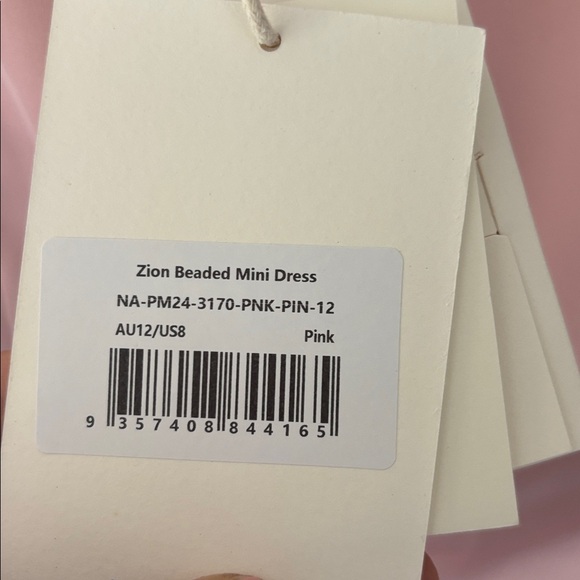 Zion Beaded Mini Dress
NA-PM24-3170-PNK-PIN-12
AU12/US8 Pink
9 357408 844165